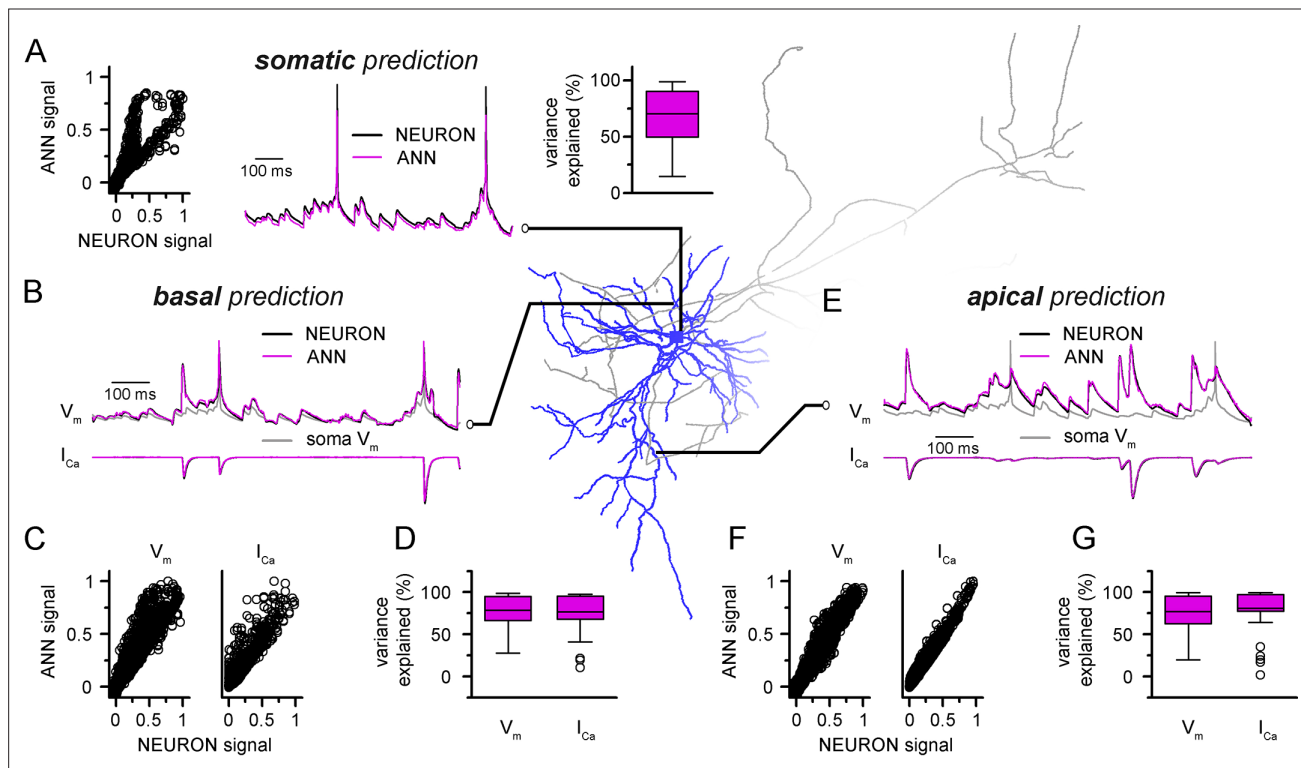 A
somatic prediction
ANN signal
1
0.5
0
0 0.5 1
NEURON signal
NEURON
ANN
100 ms
variance
explained (%)
100
50
0
B
basal prediction
NEURON
ANN
100 ms
Vm
soma Vm
ICa
E
apical prediction
NEURON
ANN
Vm
soma Vm
100 ms
ICa
C
Vm
ICa
ANN signal
1
0.5
0
0 0.5 1
0 0.5 1
NEURON signal
D
variance
explained (%)
100
50
0
Vm
ICa
F
Vm
ICa
ANN signal
1
0.5
0
0 0.5 1
0 0.5 1
NEURON signal
G
variance
explained (%)
100
50
0
Vm
ICa